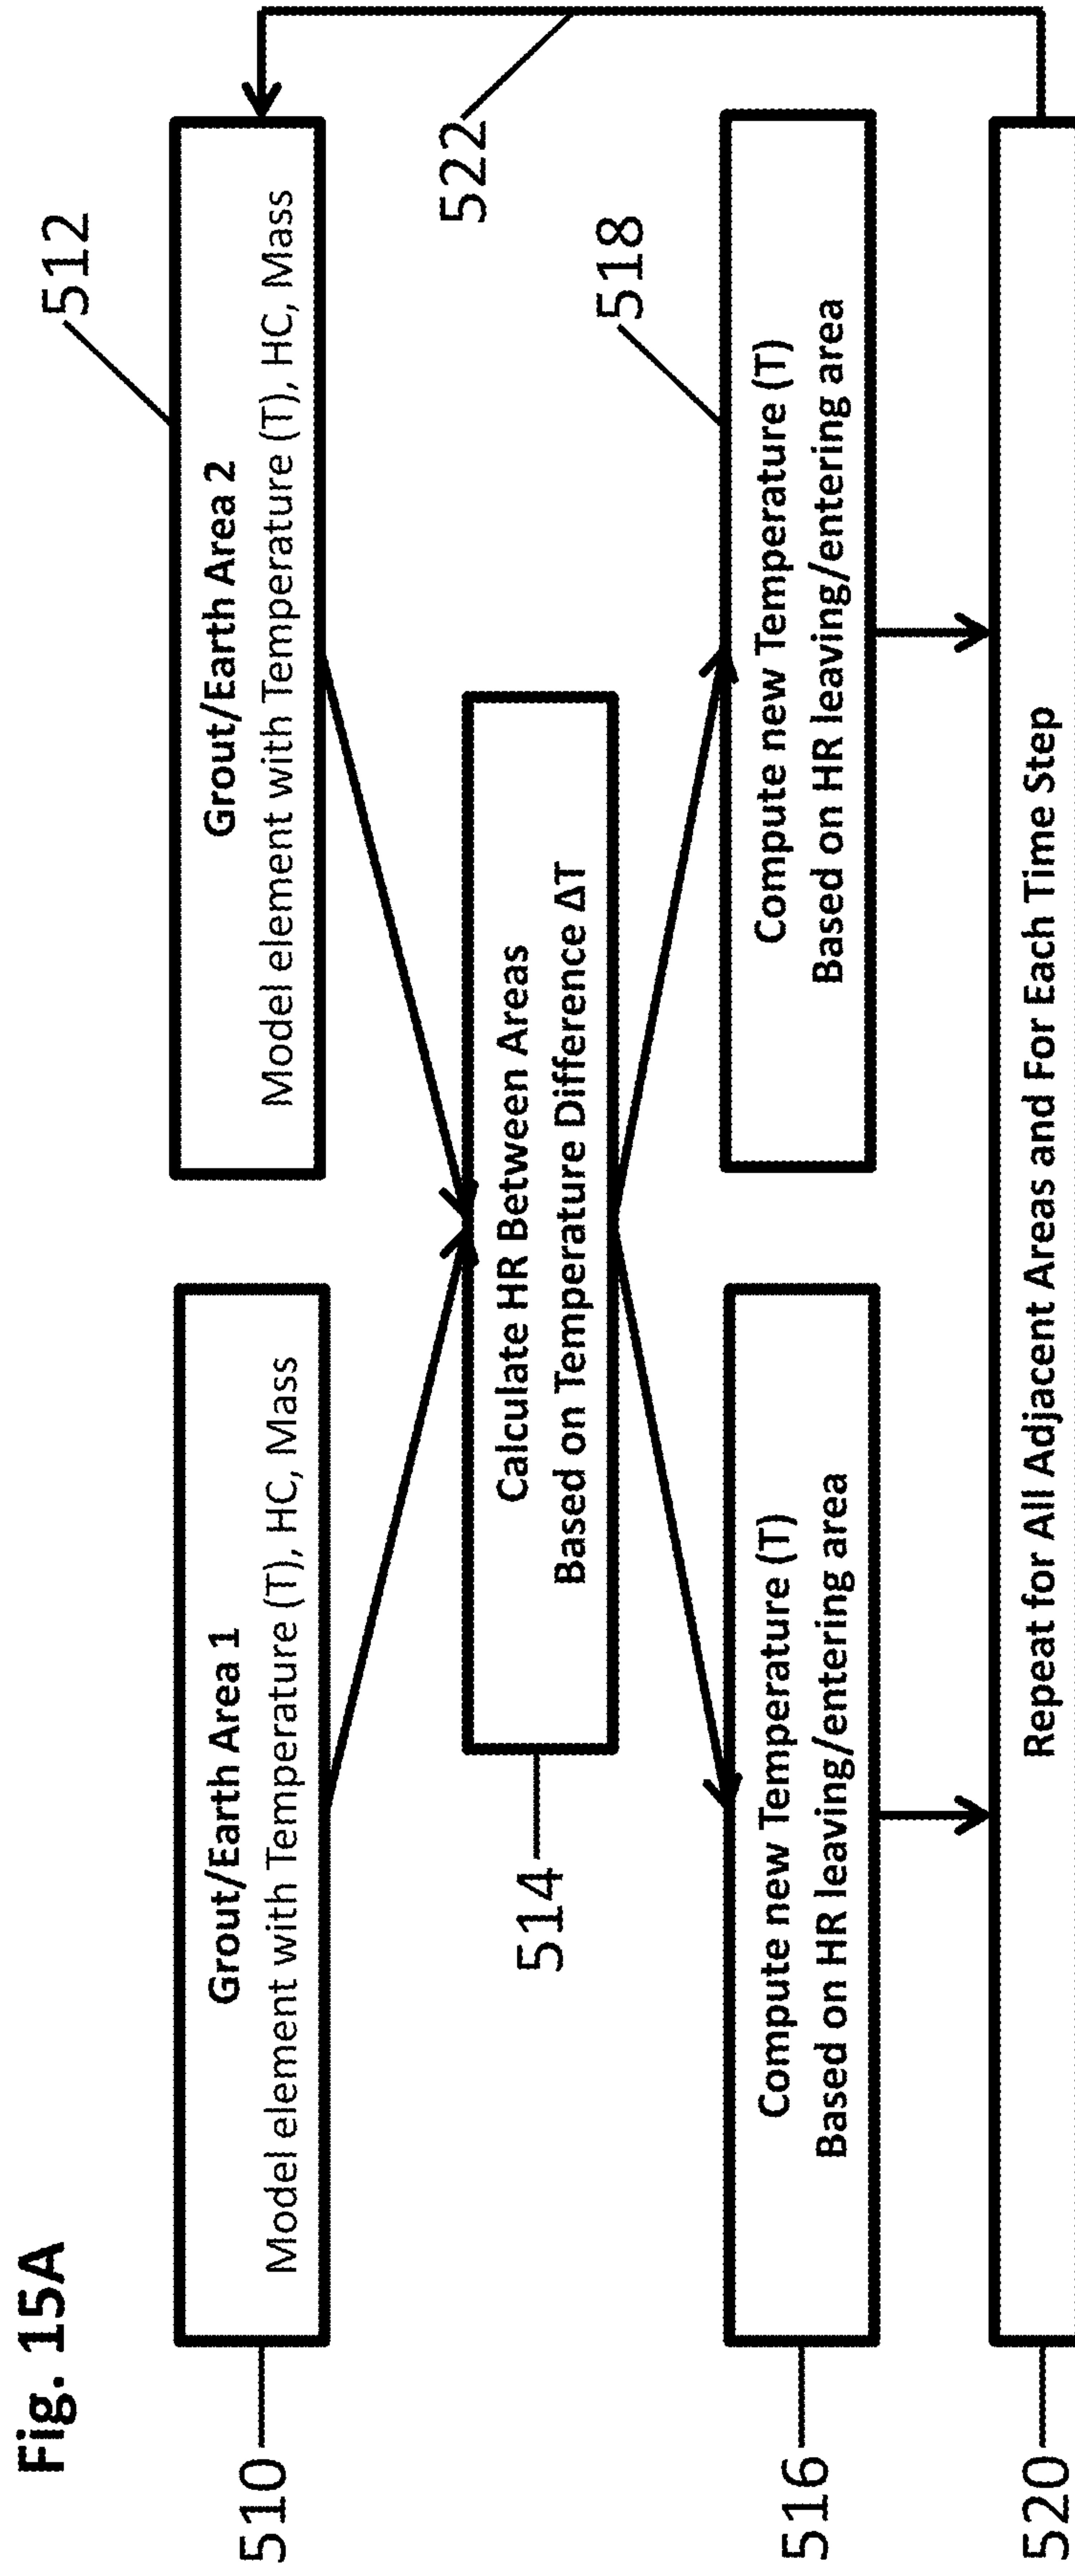 Fig. 15A
510
Grout/Earth Area 1
Model element with Temperature (T), HC, Mass
512
Grout/Earth Area 2
Model element with Temperature (T), HC, Mass
514
Calculate HR Between Areas
Based on Temperature Difference ΔT
522
516
Compute new Temperature (T)
Based on HR leaving/entering area
518
Compute new Temperature (T)
Based on HR leaving/entering area
520
Repeat for All Adjacent Areas and For Each Time Step